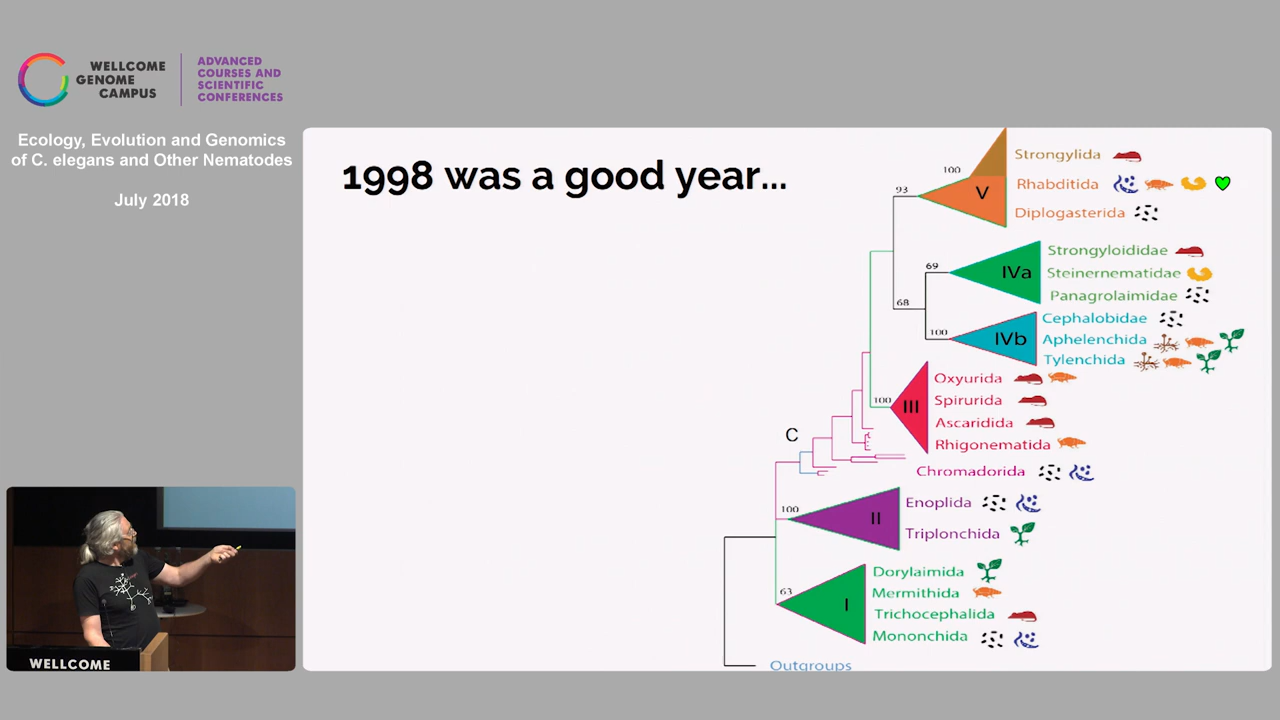 WELLCOME
GENOME
CAMPUS
ADVANCED
COURSES AND
SCIENTIFIC
CONFERENCES
Ecology, Evolution and Genomics
of C. elegans and Other Nematodes
July 2018
WELLCOME
1998 was a good year...
100
Strongylida
93
V
Rhabditida
Diplogasterida
Strongyloididae
69
IVa
Steinernematidae
Panagrolaimidae
68
Cephalobidae
100
IVb
Aphelenchida
Tylenchida
Oxyurida
100
III
Spirurida
Ascaridida
C
Rhigonematida
Chromadorida
Enoplida
100
II
Triplonchida
Dorylaimida
63
I
Mermithida
Trichocephalida
Mononchida
Outgroups